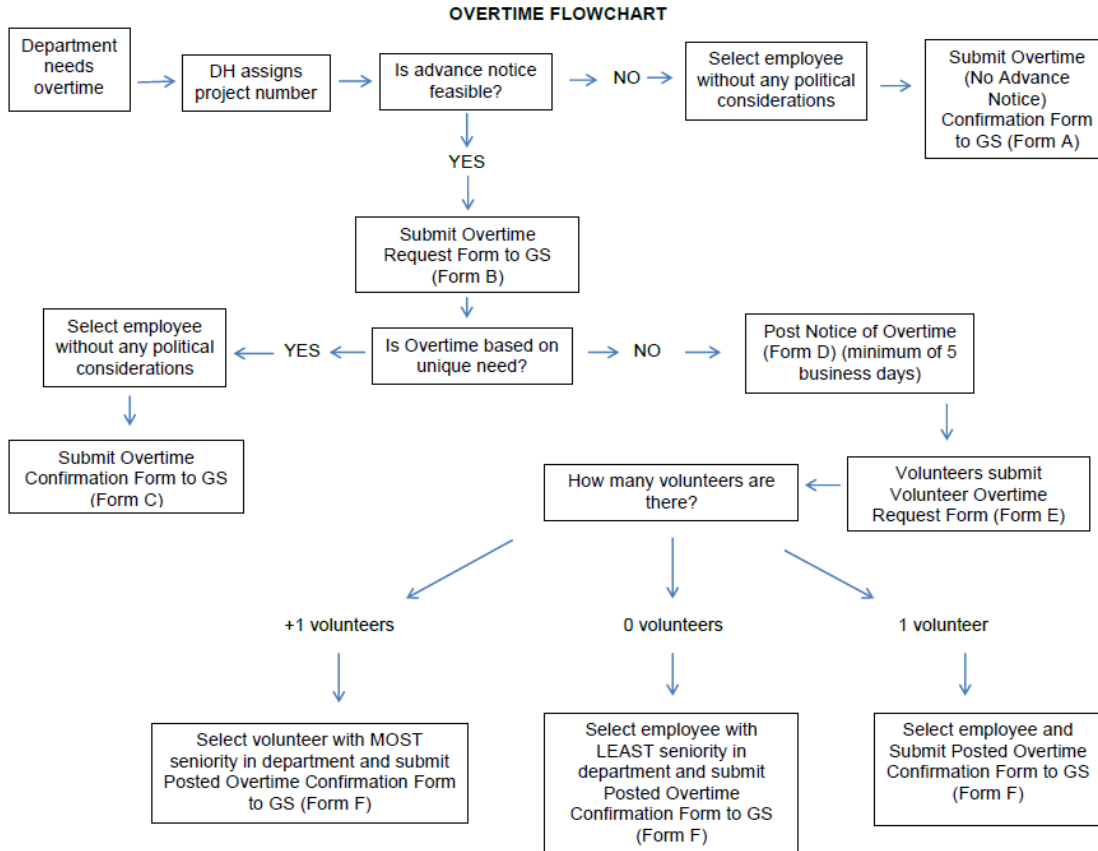 OVERTIME FLOWCHART
Department
needs
overtime
DH assigns
project number
Is advance notice
feasible?
NO
Select employee
without any political
considerations
Submit Overtime
(No Advance
Notice)
Confirmation Form
to GS (Form A)
YES
Submit Overtime
Request Form to GS
(Form B)
Select employee
without any political
considerations
YES
Is Overtime based on
unique need?
NO
Post Notice of Overtime
(Form D) (minimum of 5
business days)
Submit Overtime
Confirmation Form to GS
(Form C)
How many volunteers are
there?
Volunteers submit
Volunteer Overtime
Request Form (Form E)
+1 volunteers
0 volunteers
1 volunteer
Select volunteer with MOST
seniority in department and submit
Posted Overtime Confirmation Form
to GS (Form F)
Select employee with
LEAST seniority in
department and submit
Posted Overtime
Confirmation Form to GS
(Form F)
Select employee and
Submit Posted Overtime
Confirmation Form to GS
(Form F)